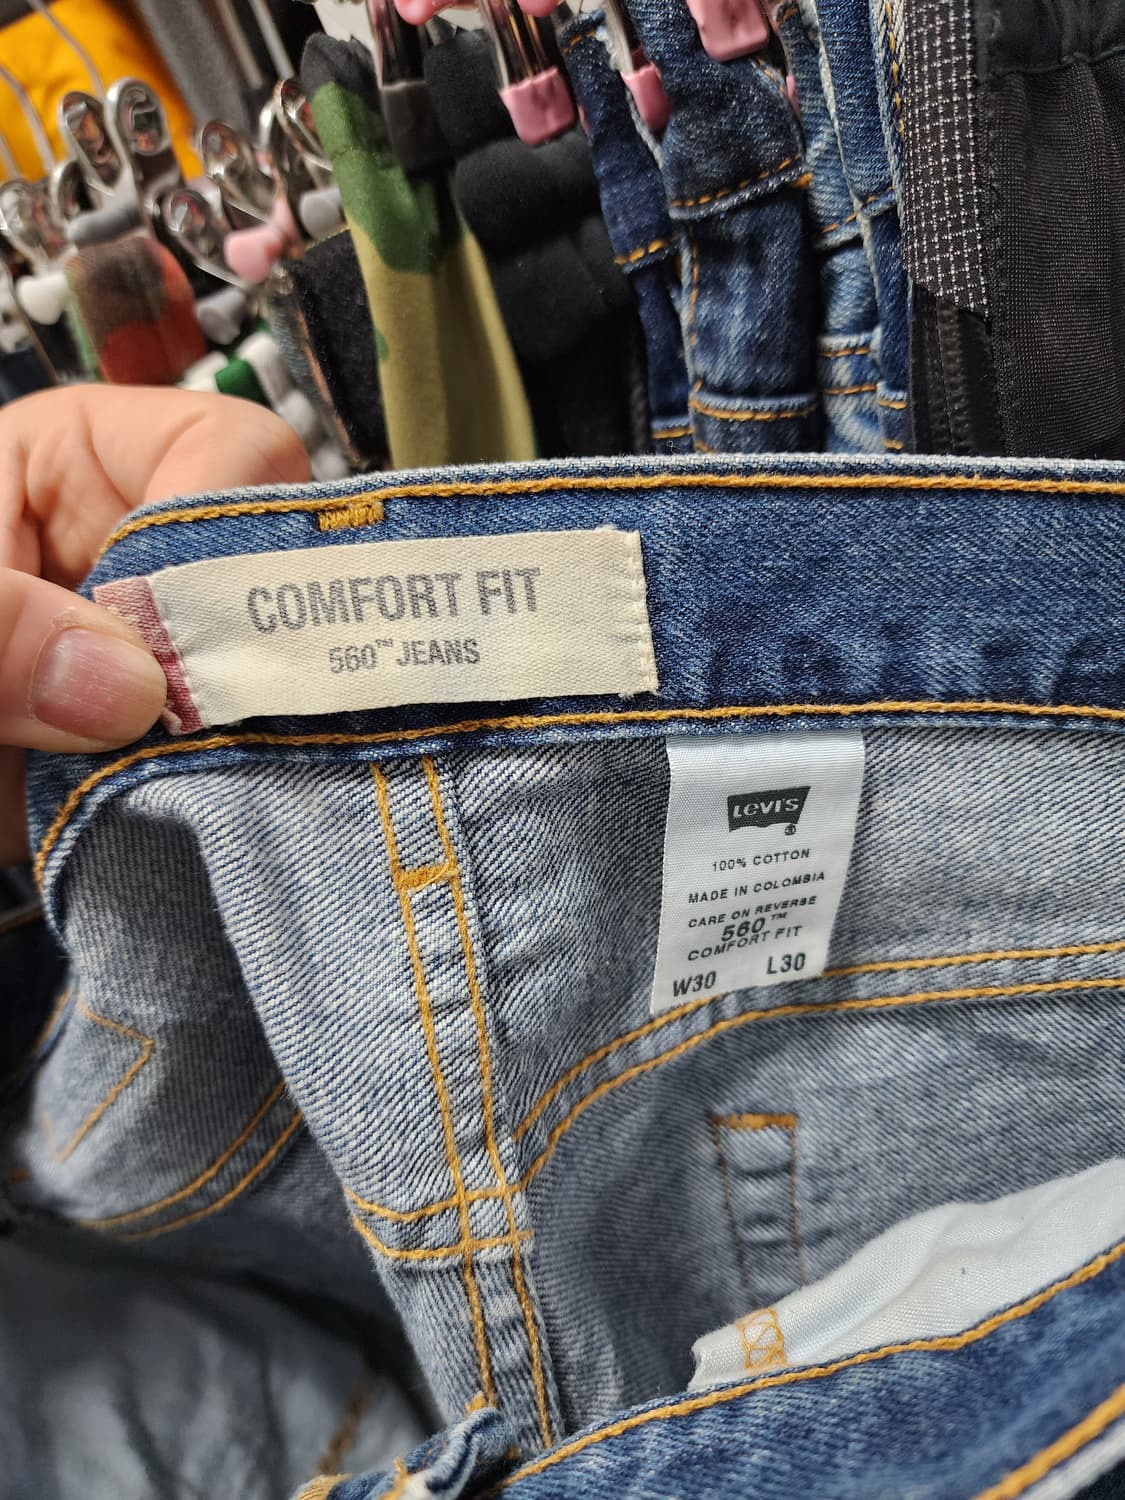 COMFORT FIT
560™ JEANS
LEVI'S
100% COTTON
MADE IN COLOMBIA
CARE ON REVERSE
560™
COMFORT FIT
W30 L30